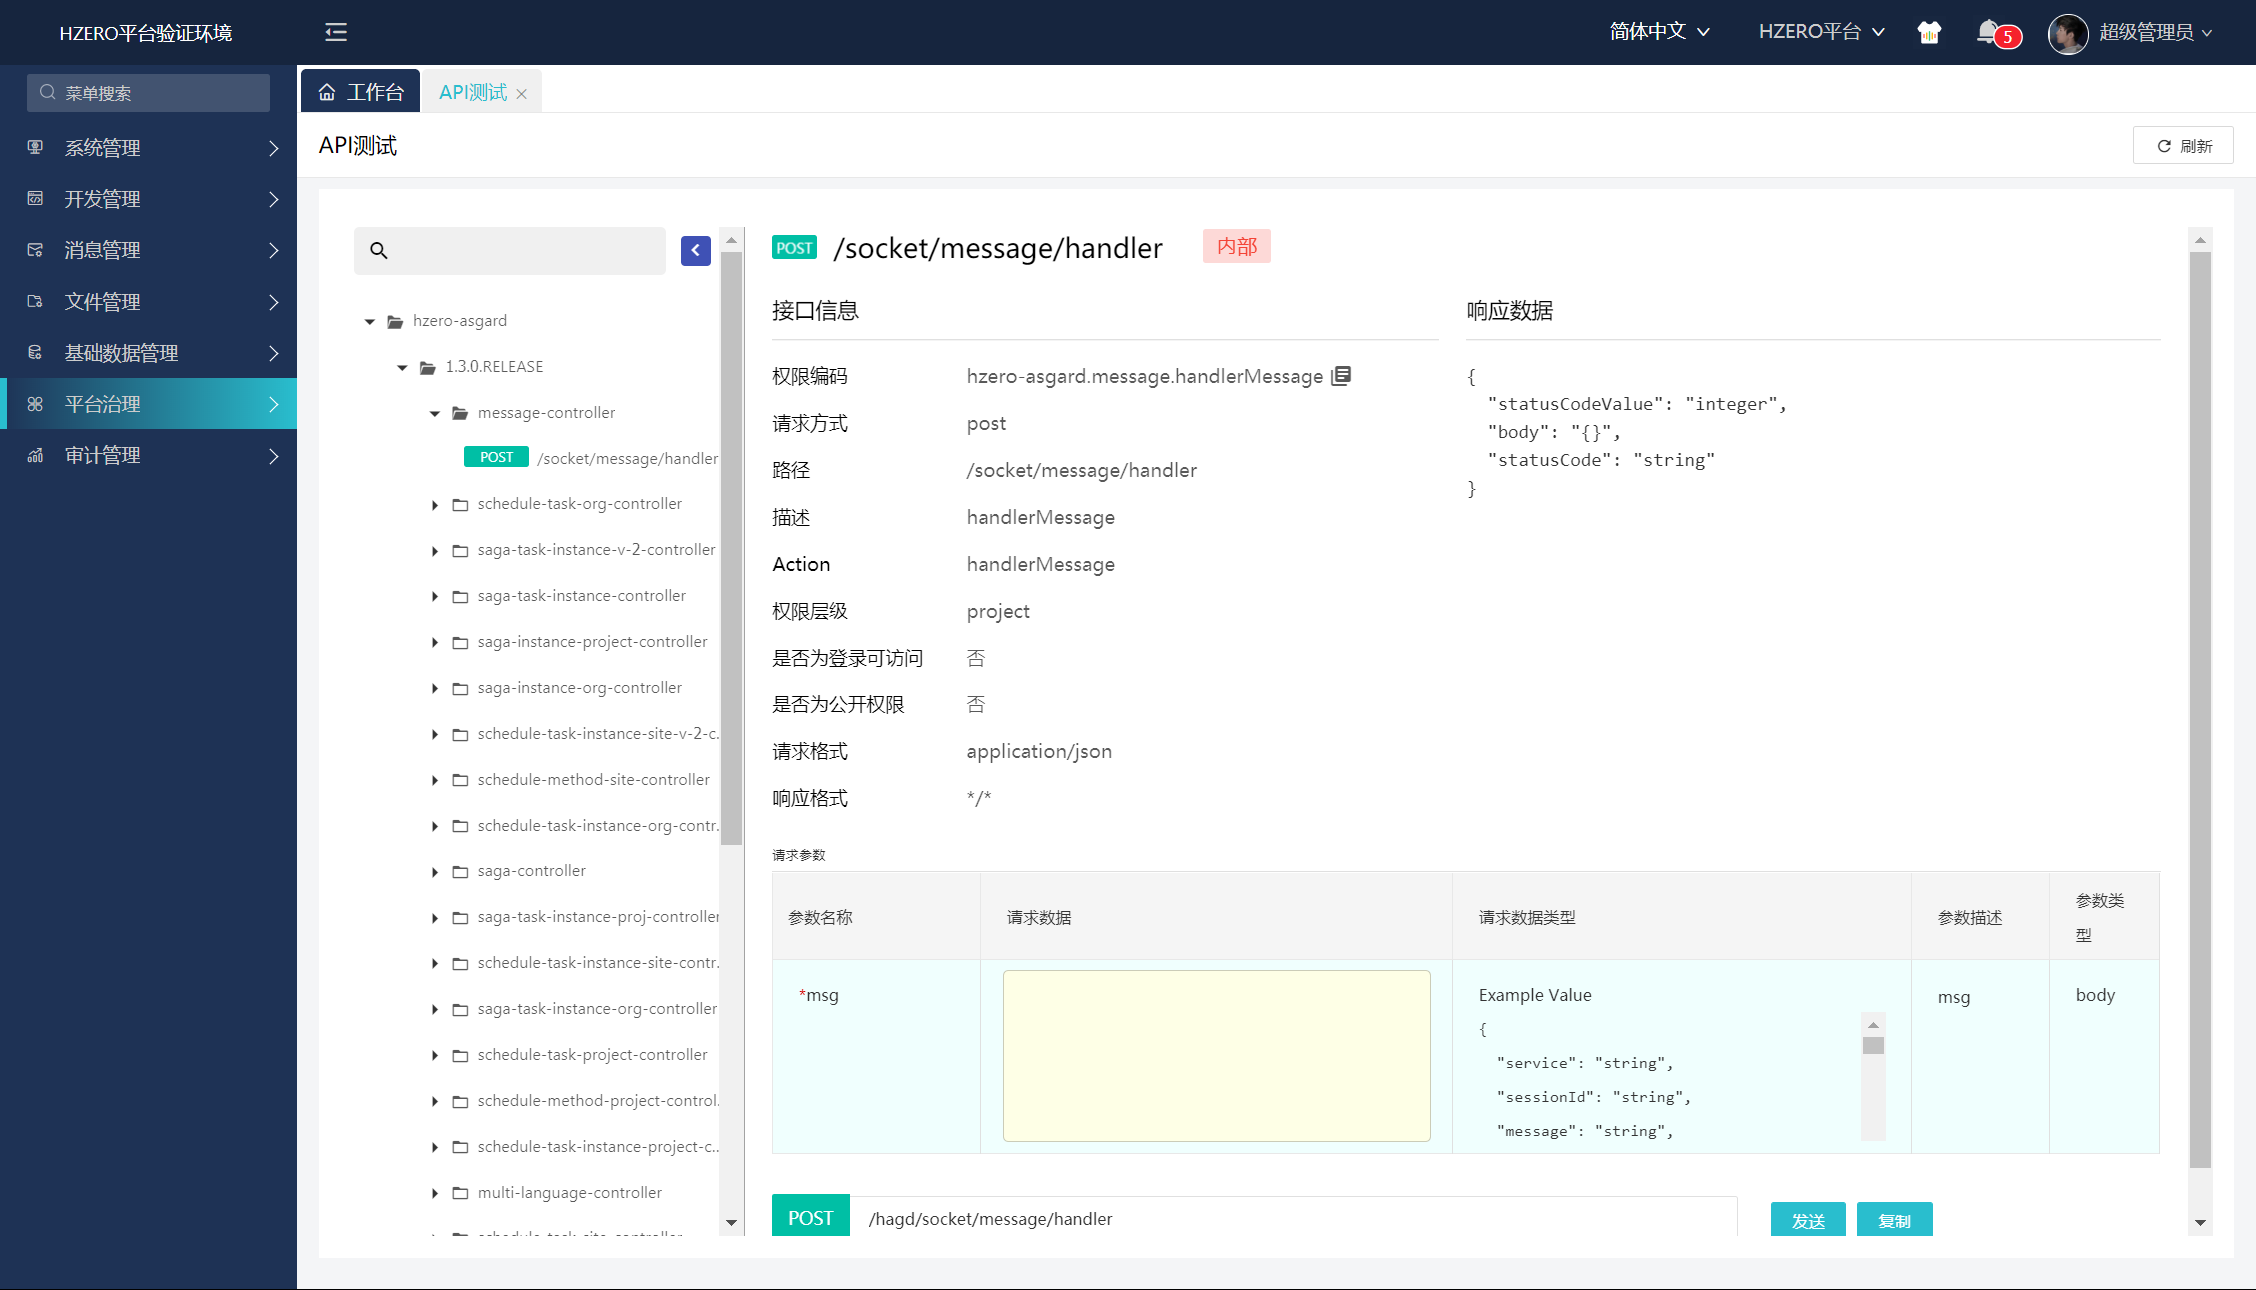 HZERO平台验证环境
简体中文
HZERO平台
5
超级管理员
菜单搜索
系统管理
开发管理
消息管理
文件管理
基础数据管理
平台治理
审计管理
工作台
API测试
API测试
刷新
hzero-asgard
1.3.0.RELEASE
message-controller
POST /socket/message/handler
schedule-task-org-controller
saga-task-instance-v-2-controller
saga-task-instance-controller
saga-instance-project-controller
saga-instance-org-controller
schedule-task-instance-site-v-2-c...
schedule-method-site-controller
schedule-task-instance-org-contr...
saga-controller
saga-task-instance-proj-controller
schedule-task-instance-site-contr...
saga-task-instance-org-controller
schedule-task-project-controller
schedule-method-project-control...
schedule-task-instance-project-c...
multi-language-controller
schedule-task-site-controller
POST /socket/message/handler 内部
接口信息
权限编码 hzero-asgard.message.handlerMessage
请求方式 post
路径 /socket/message/handler
描述 handlerMessage
Action handlerMessage
权限层级 project
是否为登录可访问 否
是否为公开权限 否
请求格式 application/json
响应格式 */*
响应数据
{
"statusCodeValue": "integer",
"body": "{}",
"statusCode": "string"
}
请求参数
参数名称 请求数据 请求数据类型 参数描述 参数类
型
*msg Example Value msg body
{
"service": "string",
"sessionId": "string",
"message": "string",
POST /hagd/socket/message/handler 发送 复制